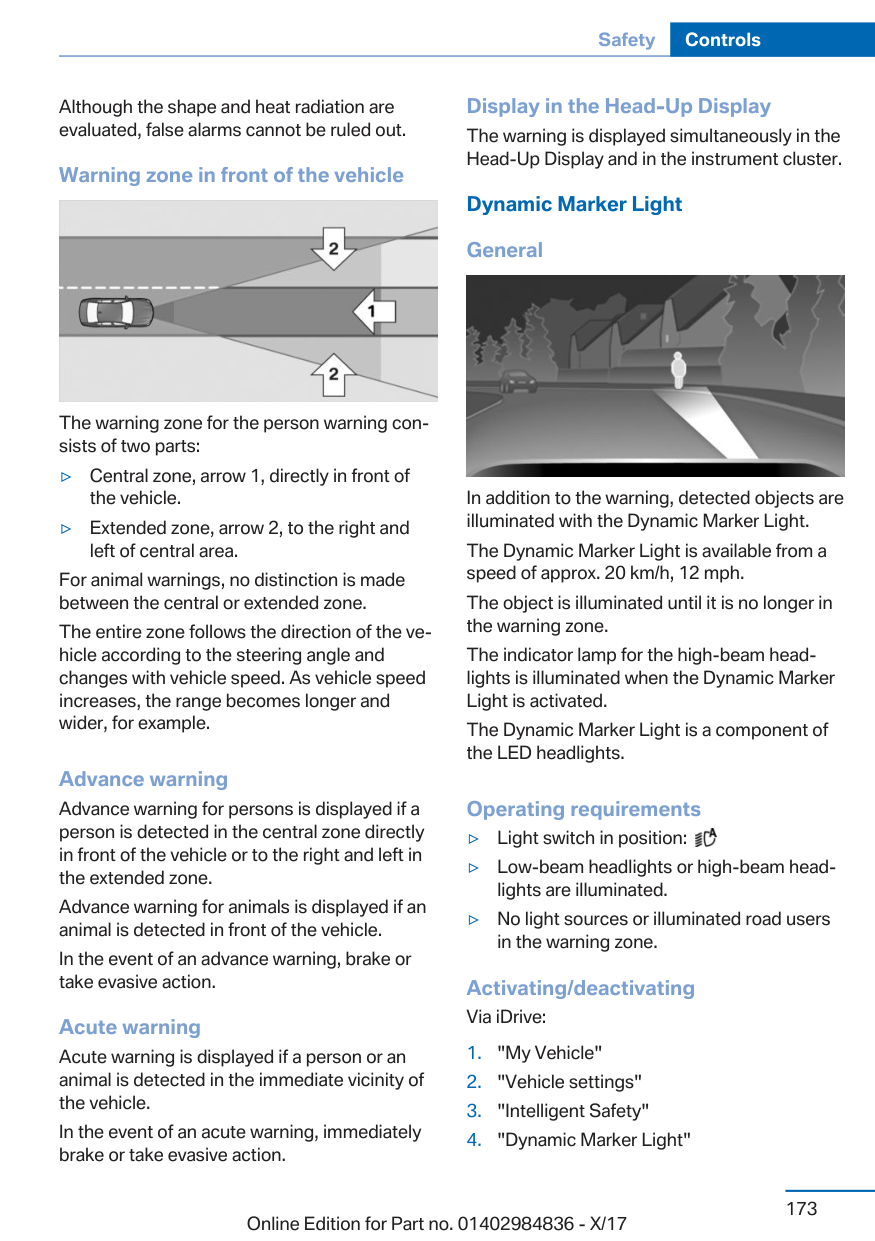 Safety Controls
Although the shape and heat radiation are
evaluated, false alarms cannot be ruled out.
Warning zone in front of the vehicle
2
1
2
The warning zone for the person warning con-
sists of two parts:
▷ Central zone, arrow 1, directly in front of
the vehicle.
▷ Extended zone, arrow 2, to the right and
left of central area.
For animal warnings, no distinction is made
between the central or extended zone.
The entire zone follows the direction of the ve-
hicle according to the steering angle and
changes with vehicle speed. As vehicle speed
increases, the range becomes longer and
wider, for example.
Advance warning
Advance warning for persons is displayed if a
person is detected in the central zone directly
in front of the vehicle or to the right and left in
the extended zone.
Advance warning for animals is displayed if an
animal is detected in front of the vehicle.
In the event of an advance warning, brake or
take evasive action.
Acute warning
Acute warning is displayed if a person or an
animal is detected in the immediate vicinity of
the vehicle.
In the event of an acute warning, immediately
brake or take evasive action.
Display in the Head-Up Display
The warning is displayed simultaneously in the
Head-Up Display and in the instrument cluster.
Dynamic Marker Light
General
In addition to the warning, detected objects are
illuminated with the Dynamic Marker Light.
The Dynamic Marker Light is available from a
speed of approx. 20 km/h, 12 mph.
The object is illuminated until it is no longer in
the warning zone.
The indicator lamp for the high-beam head-
lights is illuminated when the Dynamic Marker
Light is activated.
The Dynamic Marker Light is a component of
the LED headlights.
Operating requirements
▷ Light switch in position: A
▷ Low-beam headlights or high-beam head-
lights are illuminated.
▷ No light sources or illuminated road users
in the warning zone.
Activating/deactivating
Via iDrive:
1. "My Vehicle"
2. "Vehicle settings"
3. "Intelligent Safety"
4. "Dynamic Marker Light"
173
Online Edition for Part no. 01402984836 - X/17